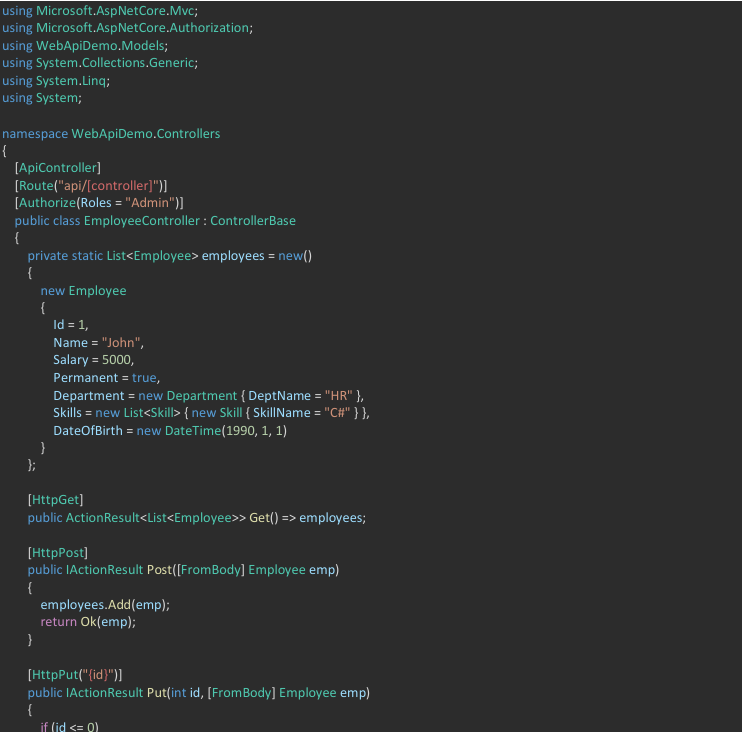 using Microsoft.AspNetCore.Mvc;
using Microsoft.AspNetCore.Authorization;
using WebApiDemo.Models;
using System.Collections.Generic;
using System.Linq;
using System;

namespace WebApiDemo.Controllers
{
    [ApiController]
    [Route("api/[controller]")]
    [Authorize(Roles = "Admin")]
    public class EmployeeController : ControllerBase
    {
        private static List<Employee> employees = new()
        {
            new Employee
            {
                Id = 1,
                Name = "John",
                Salary = 5000,
                Permanent = true,
                Department = new Department { DeptName = "HR" },
                Skills = new List<Skill> { new Skill { SkillName = "C#" } },
                DateOfBirth = new DateTime(1990, 1, 1)
            }
        };

        [HttpGet]
        public ActionResult<List<Employee>> Get() => employees;

        [HttpPost]
        public IActionResult Post([FromBody] Employee emp)
        {
            employees.Add(emp);
            return Ok(emp);
        }

        [HttpPut("{id}")]
        public IActionResult Put(int id, [FromBody] Employee emp)
        {
            if (id <= 0)